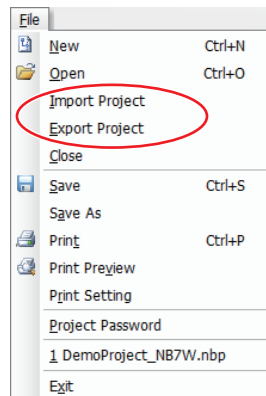 File
New Ctrl+N
Open Ctrl+O
Import Project
Export Project
Close
Save Ctrl+S
Save As
Print Ctrl+P
Print Preview
Print Setting
Project Password
1 DemoProject_NB7W.nbp
Exit